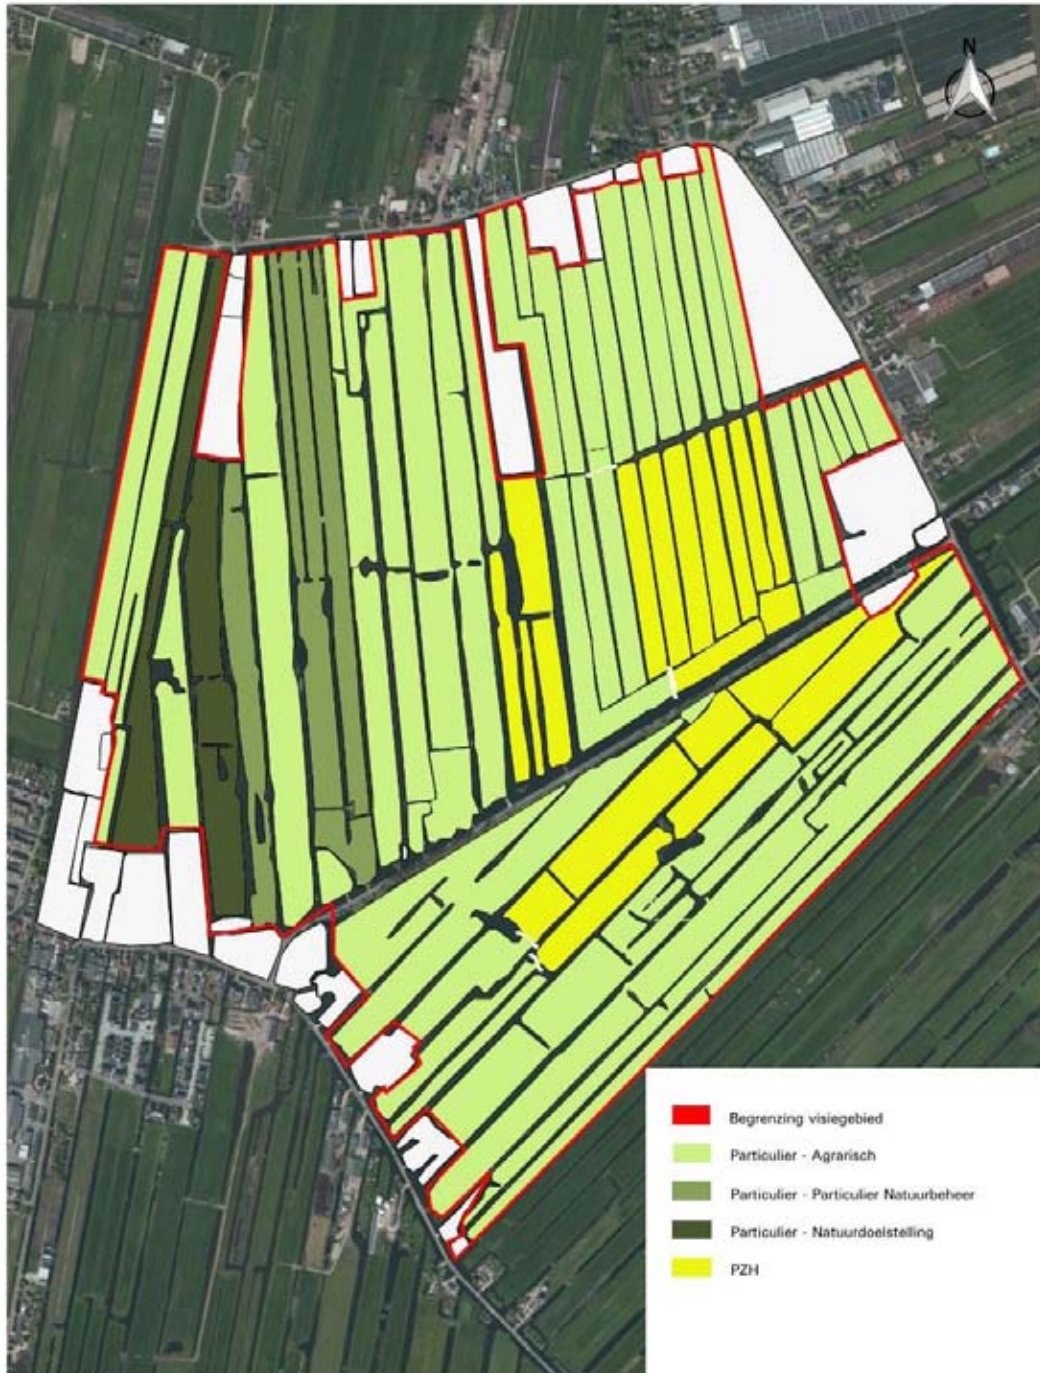 N
Begrenzing visiegebied
Particulier - Agrarisch
Particulier - Particulier Natuurbeheer
Particulier - Natuurdoelstelling
PZH